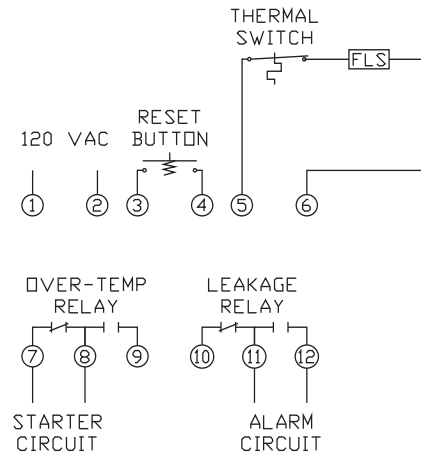 THERMAL
SWITCH
FLS
RESET
BUTTON
120 VAC
1 2 3 4 5 6
OVER-TEMP
RELAY
LEAKAGE
RELAY
7 8 9 10 11 12
STARTER
CIRCUIT
ALARM
CIRCUIT